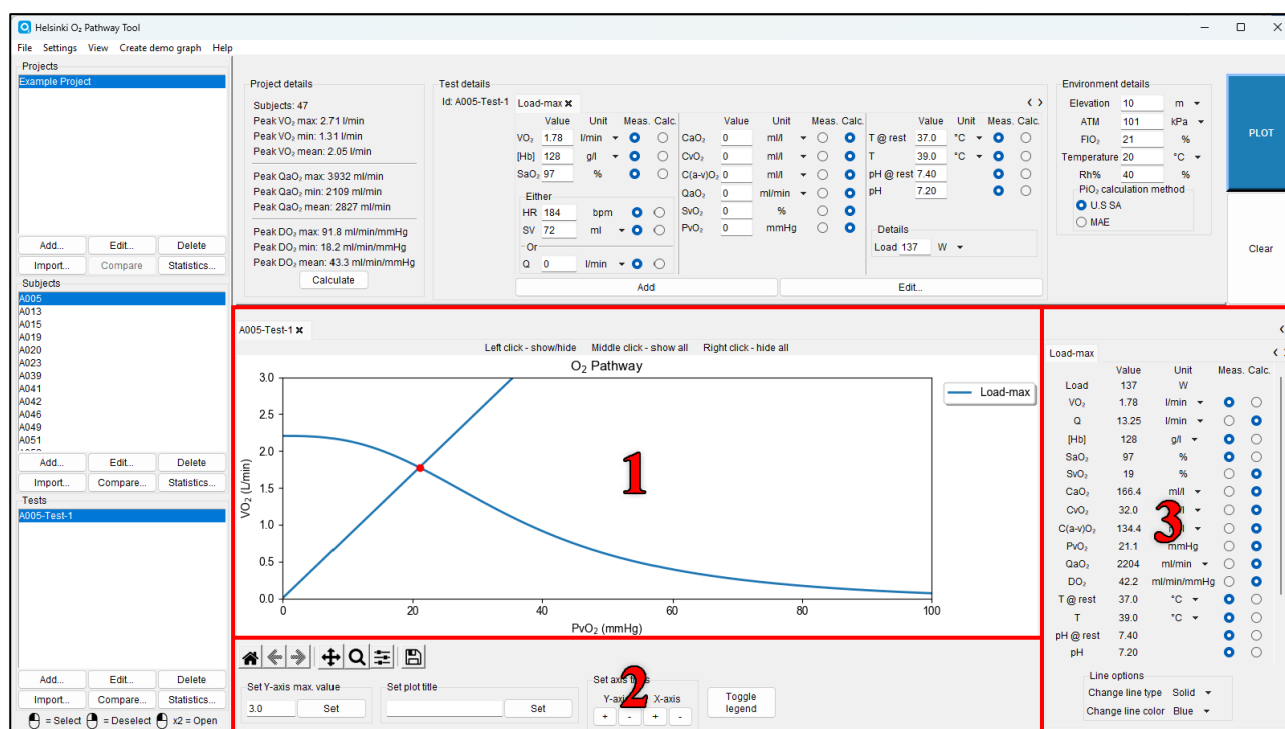 Helsinki O₂ Pathway Tool
File Settings View Create demo graph Help
Projects
Example Project
Add... Edit... Delete
Import... Compare Statistics...
Subjects
A005
A013
A015
A019
A020
A023
A039
A041
A042
A046
A049
A051
Add... Edit... Delete
Import... Compare... Statistics...
Tests
A005-Test-1
Add... Edit... Delete
Import... Compare... Statistics...
= Select = Deselect x2 = Open
Project details
Subjects: 47
Peak VO₂ max: 2.71 l/min
Peak VO₂ min: 1.31 l/min
Peak VO₂ mean: 2.05 l/min
Peak QaO₂ max: 3932 ml/min
Peak QaO₂ min: 2109 ml/min
Peak QaO₂ mean: 2827 ml/min
Peak DO₂ max: 91.8 ml/min/mmHg
Peak DO₂ min: 18.2 ml/min/mmHg
Peak DO₂ mean: 43.3 ml/min/mmHg
Calculate
Test details
Id: A005-Test-1 Load-max ×
Value Unit Meas. Calc.
VO₂ 1.78 l/min
[Hb] 128 g/l
SaO₂ 97 %
Either
HR 184 bpm
SV 72 ml
Or
Q 0 l/min
Value Unit Meas. Calc.
CaO₂ 0 ml/l
CvO₂ 0 ml/l
C(a-v)O₂ 0 ml/l
QaO₂ 0 ml/min
SvO₂ 0 %
PvO₂ 0 mmHg
Value Unit Meas. Calc.
T @ rest 37.0 °C
T 39.0 °C
pH @ rest 7.40
pH 7.20
Details
Load 137 W
Add Edit...
Environment details
Elevation 10 m
ATM 101 kPa
FiO₂ 21 %
Temperature 20 °C
Rh% 40 %
PiO₂ calculation method
U.S SA
MAE
PLOT
Clear
A005-Test-1 ×
Left click - show/hide Middle click - show all Right click - hide all
O₂ Pathway
Load-max
VO₂ (L/min)
3.0
2.5
2.0
1.5
1.0
0.5
0.0
0 20 40 60 80 100
PvO₂ (mmHg)
1
Set Y-axis max. value
3.0 Set
Set plot title
Set
Set axis
Y-axis X-axis
+ - + -
Toggle
legend
2
Load-max
Value Unit Meas. Calc.
Load 137 W
VO₂ 1.78 l/min
Q 13.25 l/min
[Hb] 128 g/l
SaO₂ 97 %
SvO₂ 19 %
CaO₂ 166.4 ml/l
CvO₂ 32.0
C(a-v)O₂ 134.4
PvO₂ 21.1 mmHg
QaO₂ 2204 ml/min
DO₂ 42.2 ml/min/mmHg
T @ rest 37.0 °C
T 39.0 °C
pH @ rest 7.40
pH 7.20
3
Line options
Change line type Solid
Change line color Blue